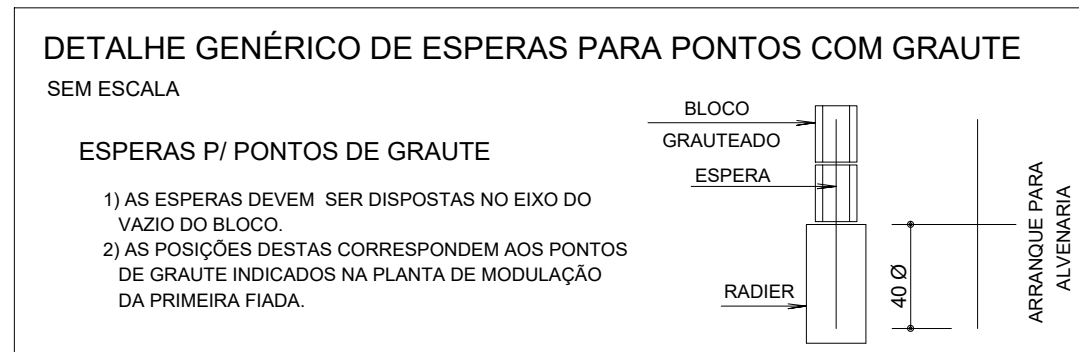 DETALHE GENÉRICO DE ESPERAS PARA PONTOS COM GRAUTE
SEM ESCALA
ESPERAS P/ PONTOS DE GRAUTE
1) AS ESPERAS DEVEM SER DISPOSTAS NO EIXO DO
VAZIO DO BLOCO.
2) AS POSIÇÕES DESTAS CORRESPONDEM AOS PONTOS
DE GRAUTE INDICADOS NA PLANTA DE MODULAÇÃO
DA PRIMEIRA FIADA.
BLOCO
GRAUTEADO
ESPERA
RADIER
40 Ø
ARRANQUE PARA
ALVENARIA